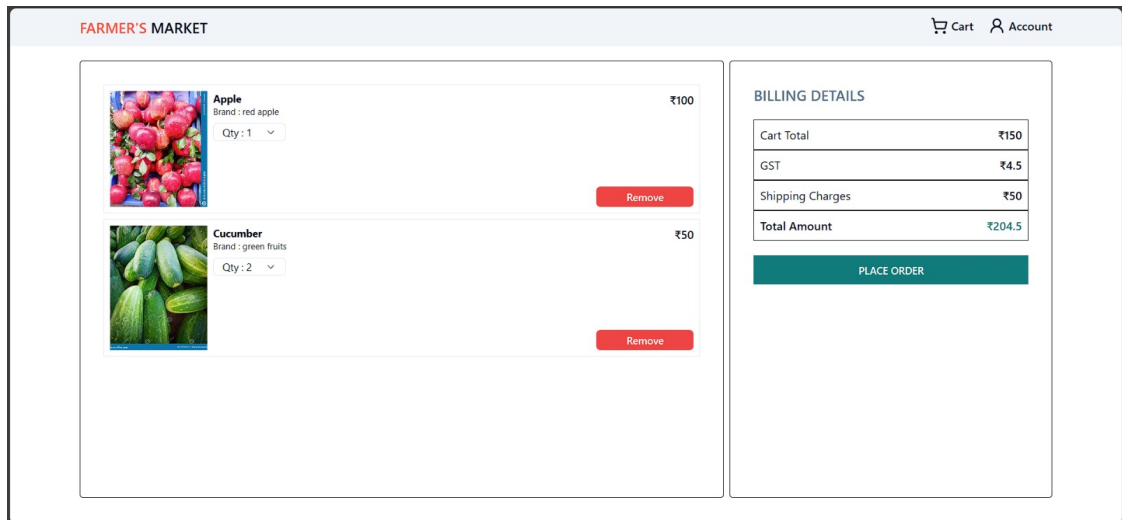 FARMER'S MARKET
Cart
Account
Apple
₹100
Brand : red apple
Qty : 1
Remove
Cucumber
₹50
Brand : green fruits
Qty : 2
Remove
BILLING DETAILS
Cart Total ₹150
GST ₹4.5
Shipping Charges ₹50
Total Amount ₹204.5
PLACE ORDER